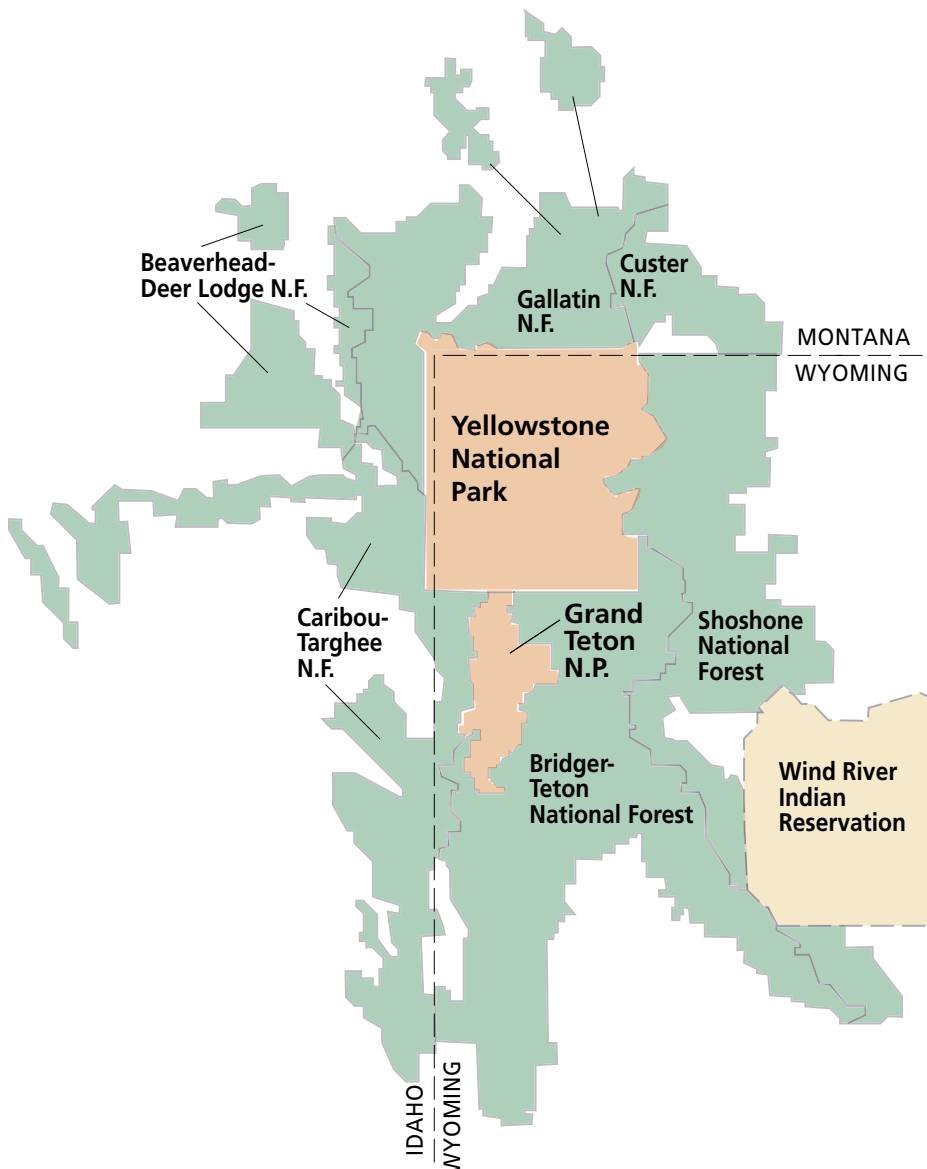 Beaverhead-
Deer Lodge N.F.
Custer
N.F.
Gallatin
N.F.
MONTANA
WYOMING
Yellowstone
National
Park
Caribou-
Targhee
N.F.
Grand
Teton
N.P.
Shoshone
National
Forest
Bridger-
Teton
National Forest
Wind River
Indian
Reservation
IDAHO
WYOMING